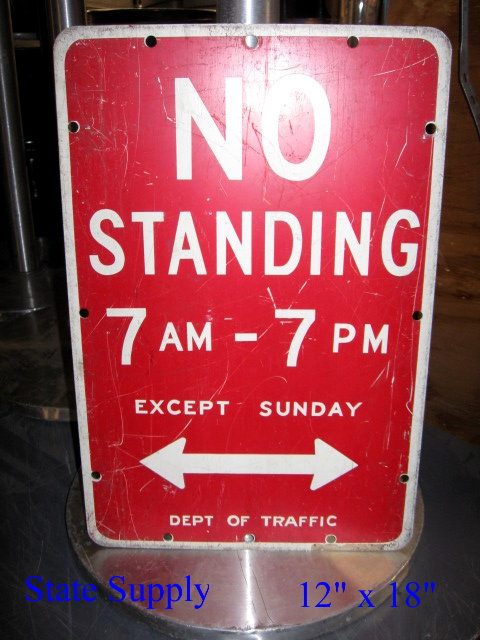 NO
STANDING
7 AM - 7 PM
EXCEPT SUNDAY
DEPT OF TRAFFIC
State Supply 12" x 18"